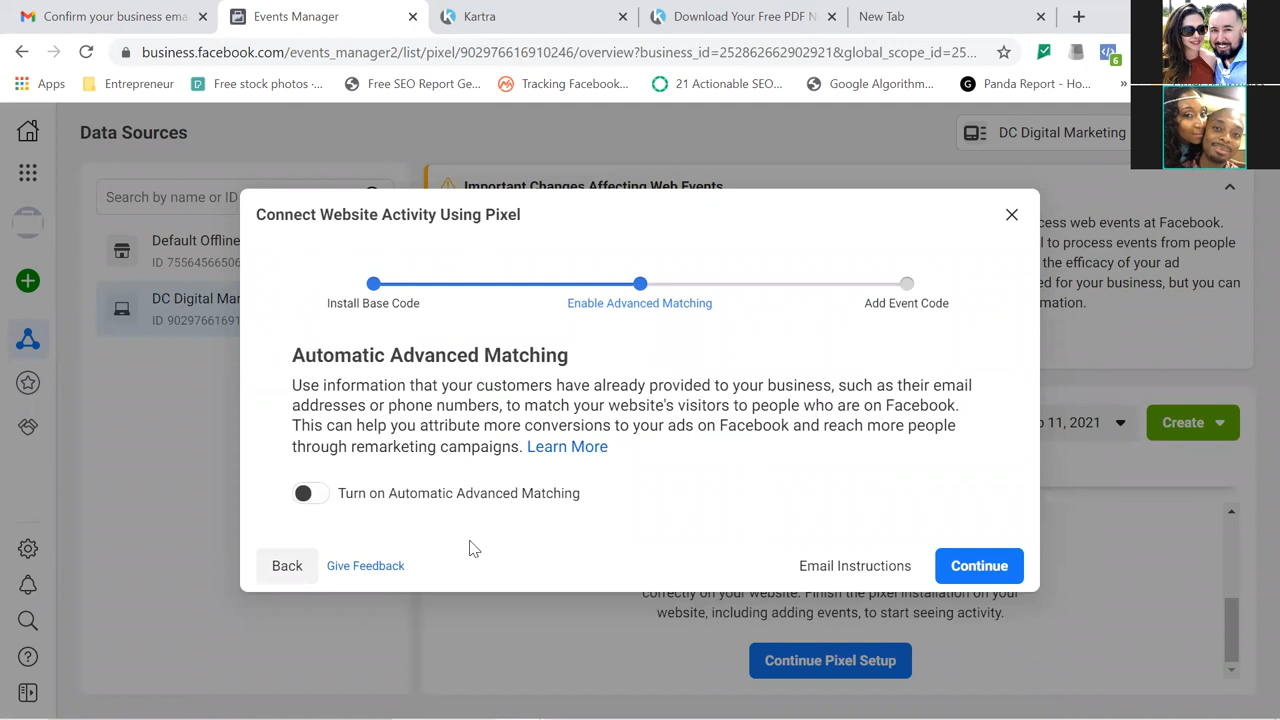 Confirm your business ema
Events Manager
Kartra
Download Your Free PDF N
New Tab
business.facebook.com/events_manager2/list/pixel/902976616910246/overview?business_id=252862662902921&global_scope_id=25...
6
Apps
Entrepreneur
Free stock photos -...
Free SEO Report Ge...
Tracking Facebook...
21 Actionable SEO...
Google Algorithm...
Panda Report - Ho...
»
Data Sources
DC Digital Marketing
Search by name or ID
Important Changes Affecting Web Events
Default Offline
ID 75564566506
DC Digital Mar
ID 90297661691
cess web events at Facebook.
l to process events from people
the efficacy of your ad
ed for your business, but you can
rmation.
Connect Website Activity Using Pixel
Install Base Code
Enable Advanced Matching
Add Event Code
Automatic Advanced Matching
Use information that your customers have already provided to your business, such as their email
addresses or phone numbers, to match your website's visitors to people who are on Facebook.
This can help you attribute more conversions to your ads on Facebook and reach more people
through remarketing campaigns. Learn More
Turn on Automatic Advanced Matching
p 11, 2021
Create
Back
Give Feedback
Email Instructions
Continue
correctly on your website. Finish the pixel installation on your
website, including adding events, to start seeing activity.
Continue Pixel Setup